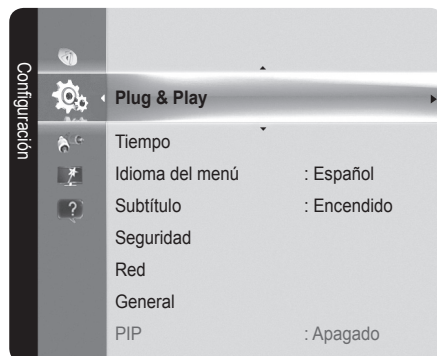 Configuración
Plug & Play
Tiempo
Idioma del menú : Español
Subtítulo : Encendido
Seguridad
Red
General
PIP : Apagado